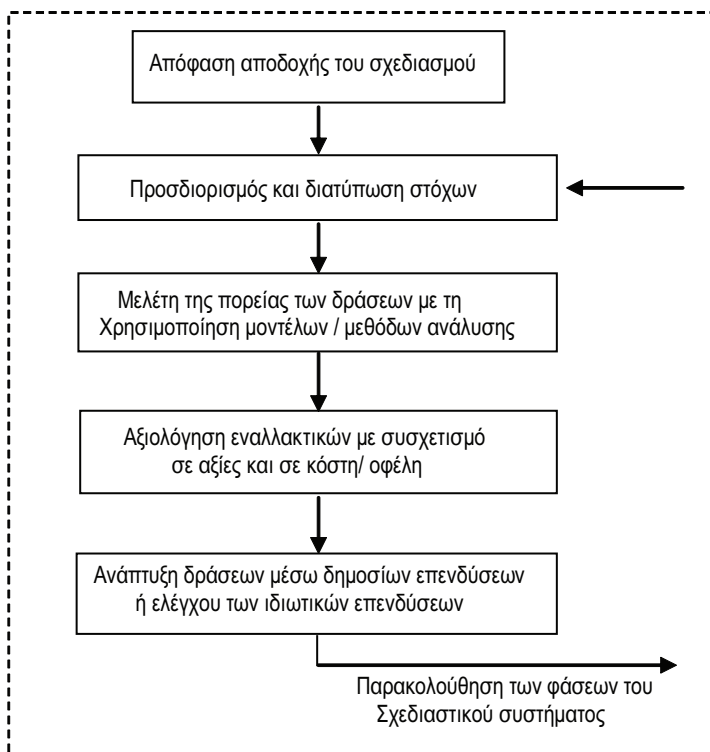 Απόφαση αποδοχής του σχεδιασμού
Προσδιορισμός και διατύπωση στόχων
Μελέτη της πορείας των δράσεων με τη
Χρησιμοποίηση μοντέλων / μεθόδων ανάλυσης
Αξιολόγηση εναλλακτικών με συσχετισμό
σε αξίες και σε κόστη/ οφέλη
Ανάπτυξη δράσεων μέσω δημοσίων επενδύσεων
ή ελέγχου των ιδιωτικών επενδύσεων
Παρακολούθηση των φάσεων του
Σχεδιαστικού συστήματος